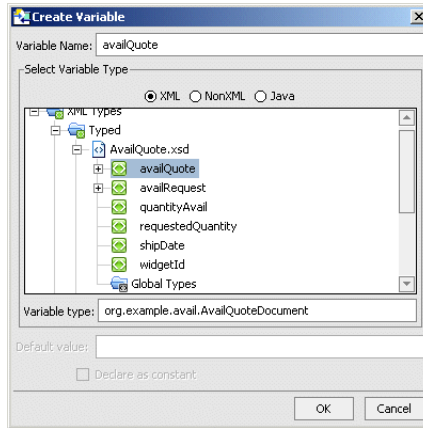 Create Variable
Variable Name: availQuote
Select Variable Type
XML NonXML Java
XML Types
Typed
AvailQuote.xsd
availQuote
availRequest
quantityAvail
requestedQuantity
shipDate
widgetId
Global Types
Variable type: org.example.avail.AvailQuoteDocument
Default value:
Declare as constant
OK Cancel